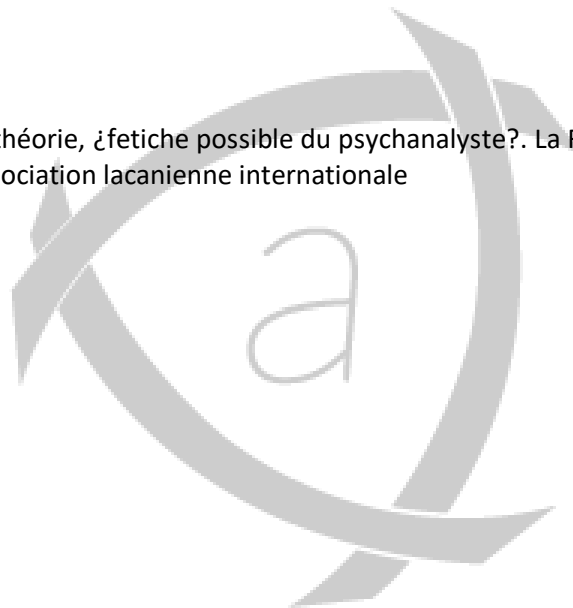 théorie, ¿fetiche possible du psychanalyste?. La
ociation lacanienne internationale
a